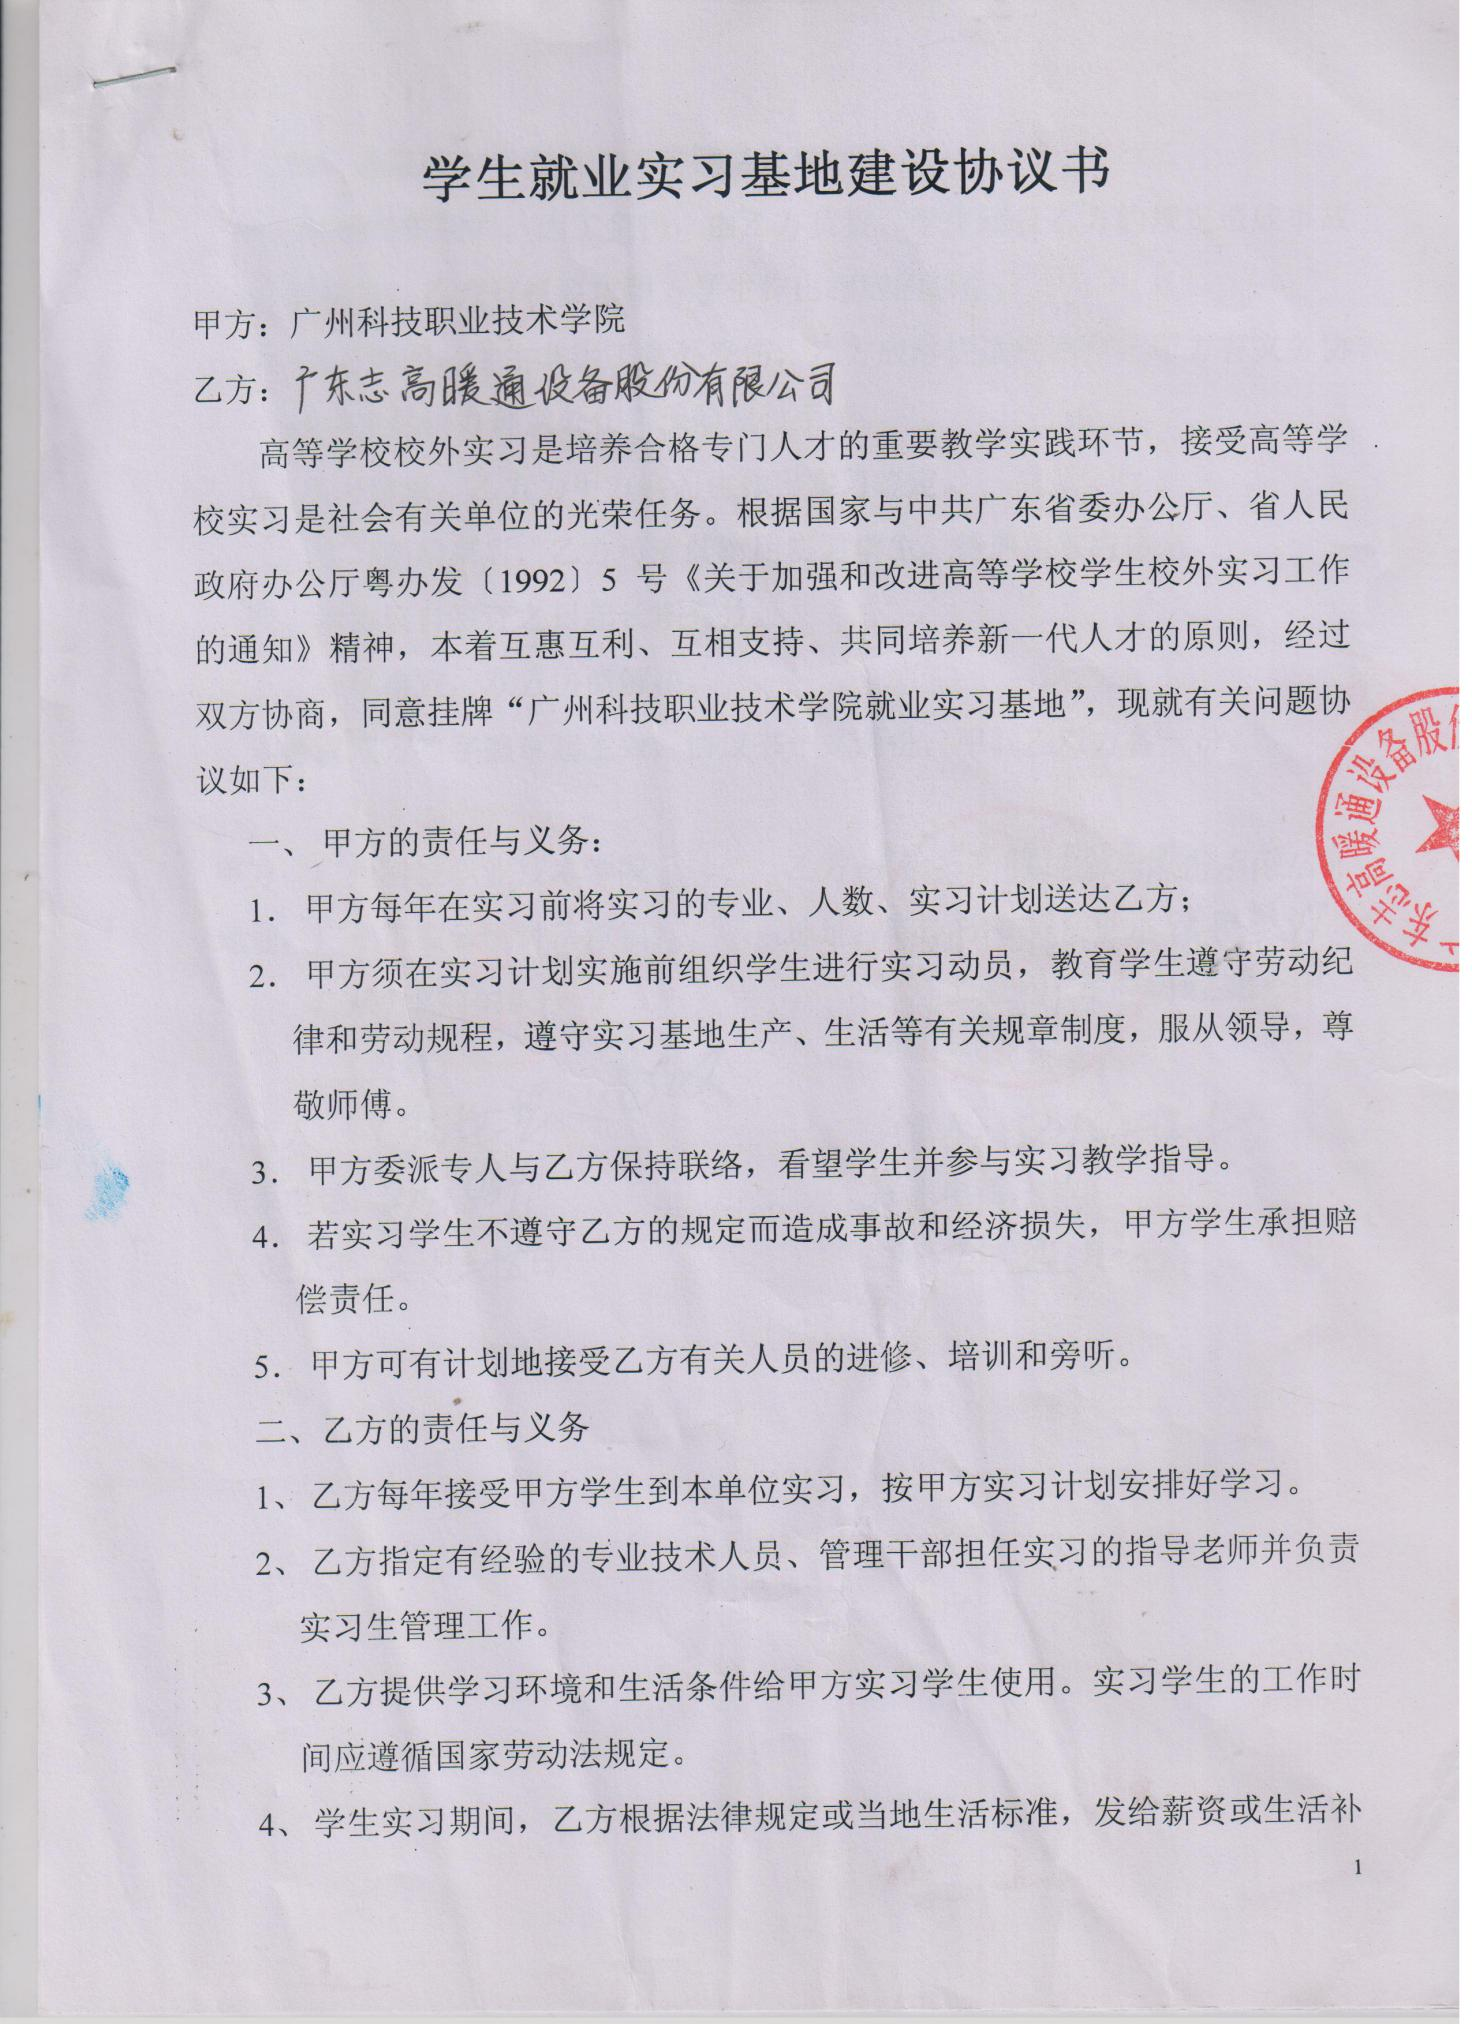 学生就业实习基地建设协议书
甲方：广州科技职业技术学院
乙方：广东志高暖通设备股份有限公司
高等学校校外实习是培养合格专门人才的重要教学实践环节，接受高等学
校实习是社会有关单位的光荣任务。根据国家与中共广东省委办公厅、省人民
政府办公厅粤办发〔1992〕5 号《关于加强和改进高等学校学生校外实习工作
的通知》精神，本着互惠互利、互相支持、共同培养新一代人才的原则，经过
双方协商，同意挂牌“广州科技职业技术学院就业实习基地”，现就有关问题协
议如下：
一、 甲方的责任与义务：
1. 甲方每年在实习前将实习的专业、人数、实习计划送达乙方；
2. 甲方须在实习计划实施前组织学生进行实习动员，教育学生遵守劳动纪
律和劳动规程，遵守实习基地生产、生活等有关规章制度，服从领导，尊
敬师傅。
3. 甲方委派专人与乙方保持联络，看望学生并参与实习教学指导。
4. 若实习学生不遵守乙方的规定而造成事故和经济损失，甲方学生承担赔
偿责任。
5. 甲方可有计划地接受乙方有关人员的进修、培训和旁听。
二、乙方的责任与义务
1、乙方每年接受甲方学生到本单位实习，按甲方实习计划安排好学习。
2、乙方指定有经验的专业技术人员、管理干部担任实习的指导老师并负责
实习生管理工作。
3、乙方提供学习环境和生活条件给甲方实习学生使用。实习学生的工作时
间应遵循国家劳动法规定。
4、学生实习期间，乙方根据法律规定或当地生活标准，发给薪资或生活补
1
东志高暖通设备股